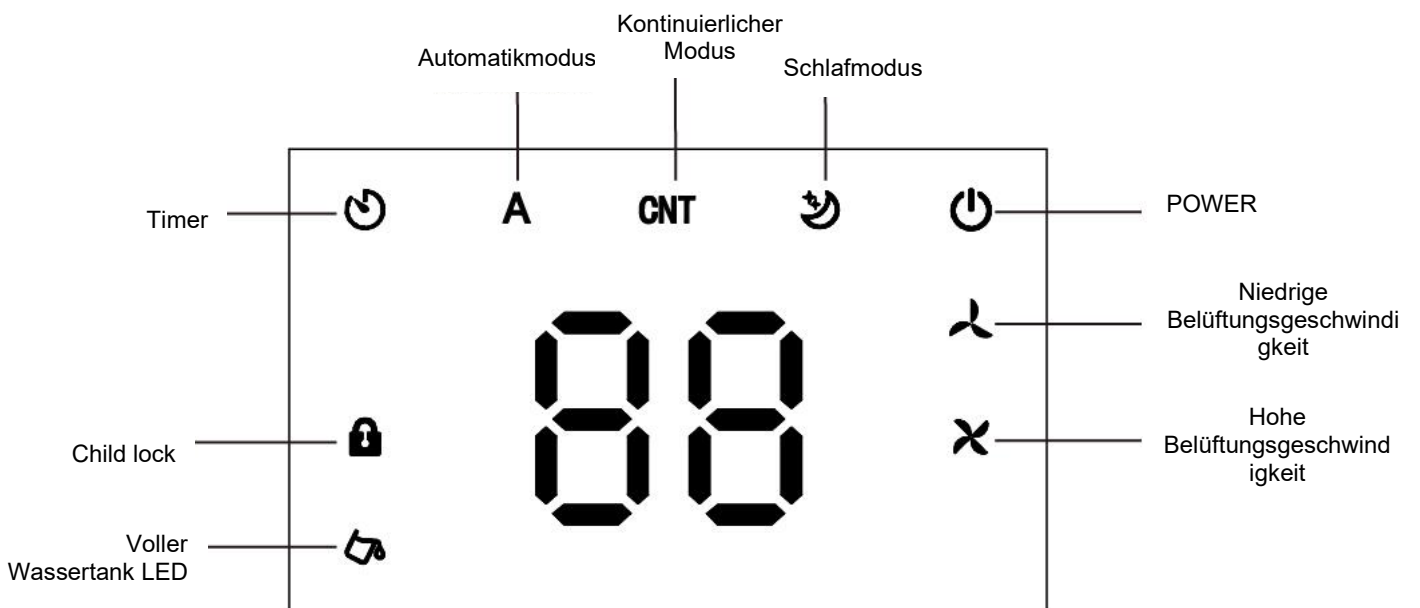 Kontinuierlicher
Modus
Automatikmodus
Schlafmodus
Timer
A
CNT
POWER
Niedrige
Belüftungsgeschwindi
gkeit
88
Hohe
Belüftungsgeschwind
igkeit
Child lock
Voller
Wassertank LED